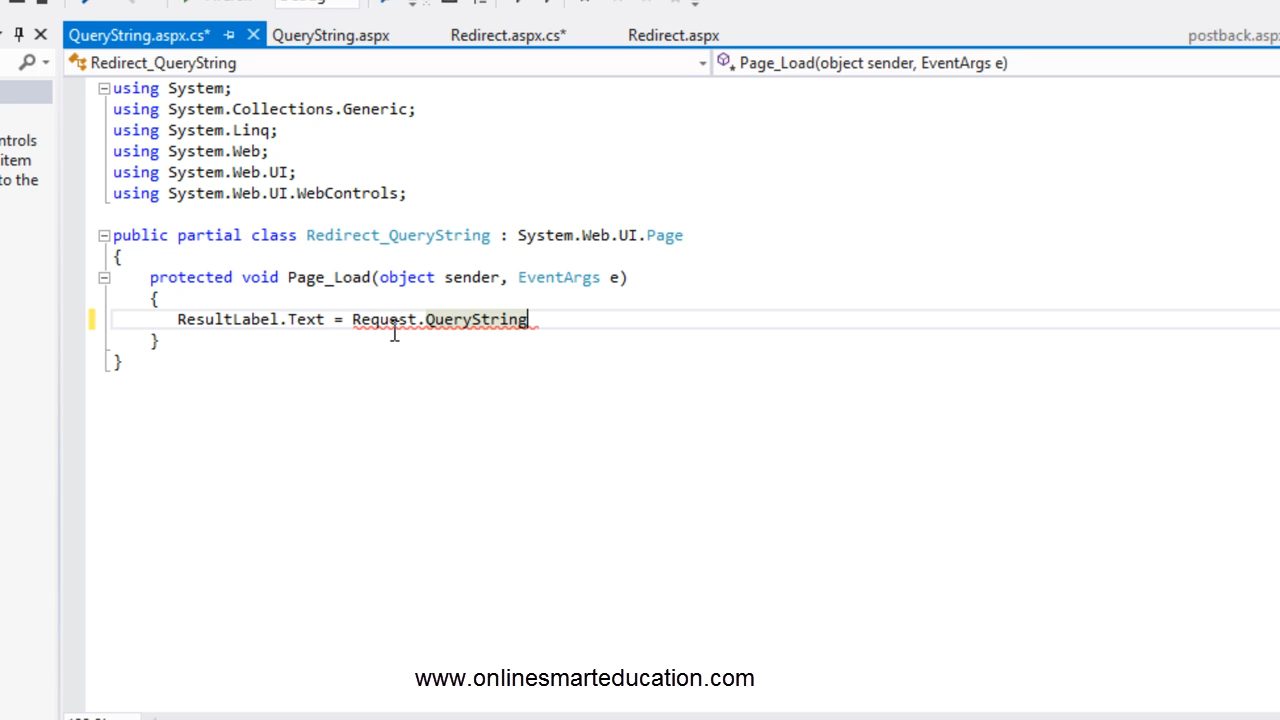 QueryString.aspx.cs* QueryString.aspx Redirect.aspx.cs* Redirect.aspx postback.asp
Redirect_QueryString Page_Load(object sender, EventArgs e)
using System;
using System.Collections.Generic;
using System.Linq;
using System.Web;
using System.Web.UI;
using System.Web.UI.WebControls;
public partial class Redirect_QueryString : System.Web.UI.Page
{
protected void Page_Load(object sender, EventArgs e)
{
ResultLabel.Text = Request.QueryString
}
}
ntrols
item
to the
www.onlinesmarteducation.com